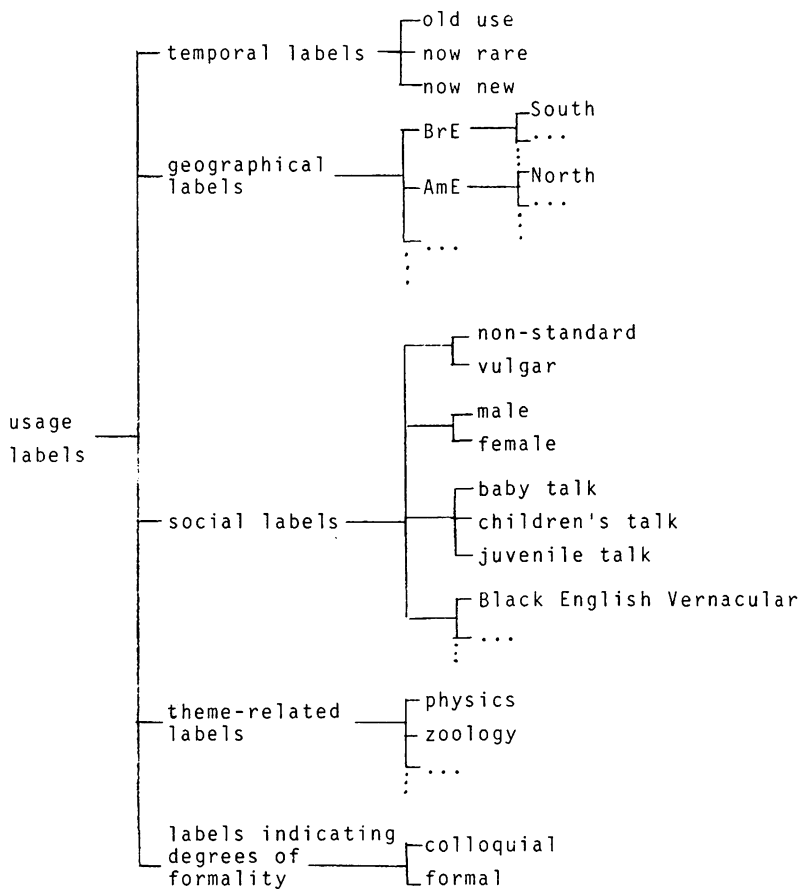 old use
temporal labels
now rare
now new
South
BrE
...
geographical
labels
AmE
North
...
...
non-standard
vulgar
male
usage
labels
female
baby talk
social labels
children's talk
juvenile talk
Black English Vernacular
...
physics
theme-related
labels
zoology
...
labels indicating
degrees of
formality
colloquial
formal